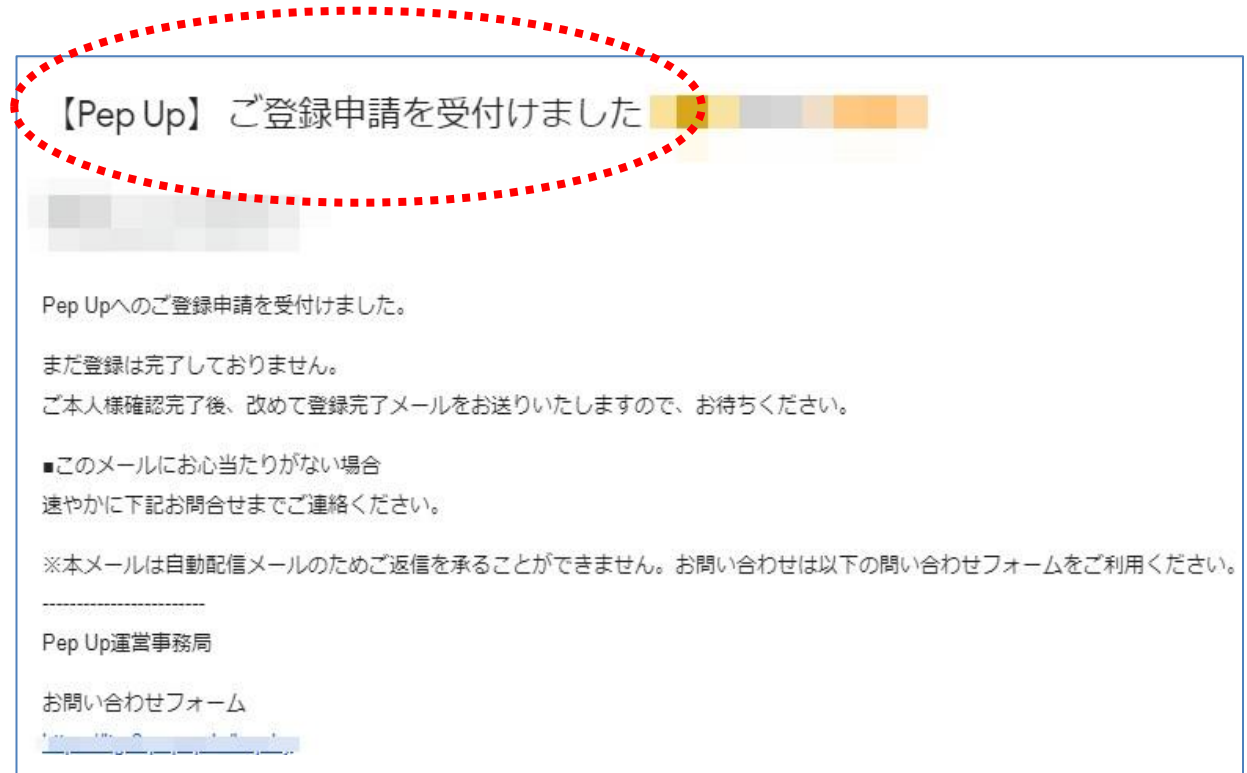 【Pep Up】 ご登録申請を受付けました
Pep Upへのご登録申請を受付けました。
まだ登録は完了しておりません。
ご本人様確認完了後、改めて登録完了メールをお送りいたしますので、お待ちください。
■このメールにお心当たりがない場合
速やかに下記お問合せまでご連絡ください。
※本メールは自動配信メールのためご返信を承ることができません。お問い合わせは以下の問い合わせフォームをご利用ください。
------------------------
Pep Up運営事務局
お問い合わせフォーム